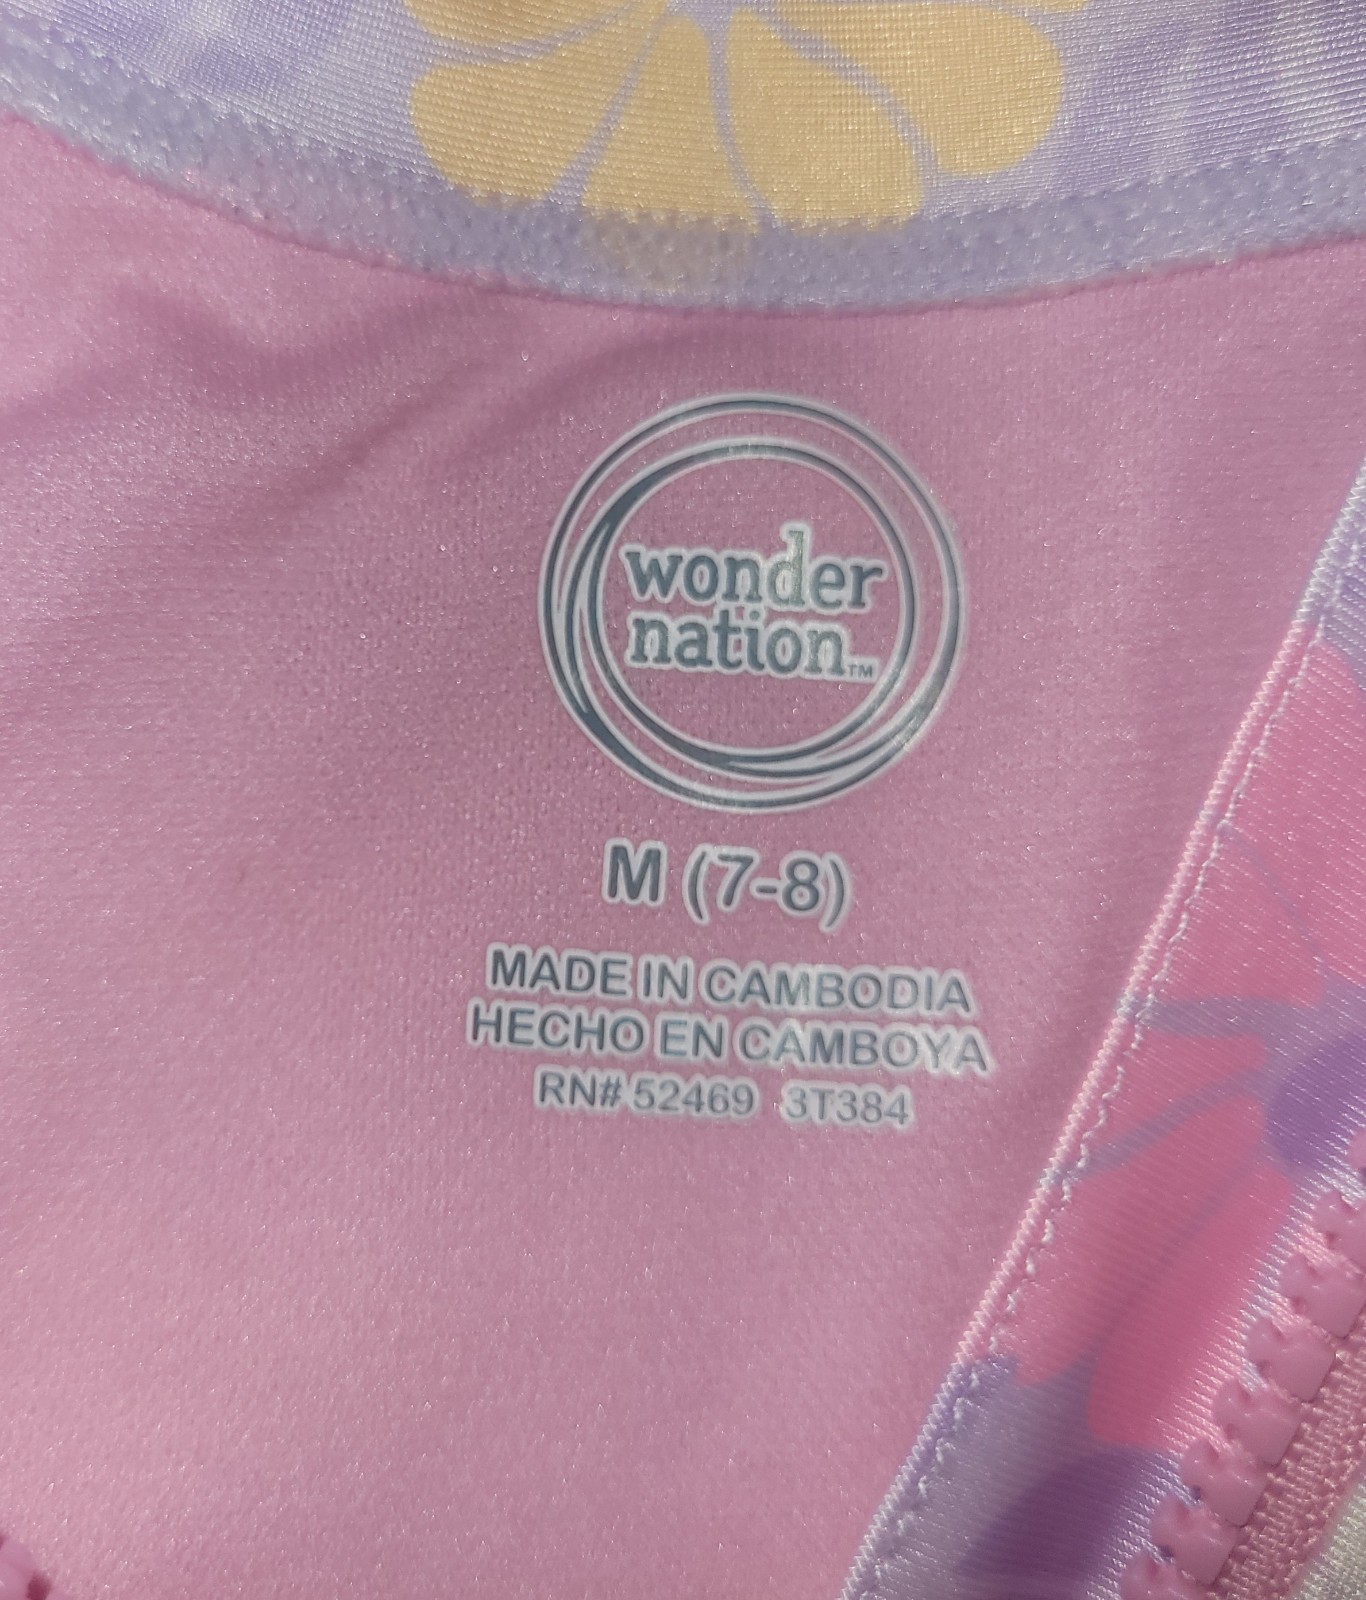 wonder
nation™
M (7-8)
MADE IN CAMBODIA
HECHO EN CAMBOYA
RN# 52469 3T384